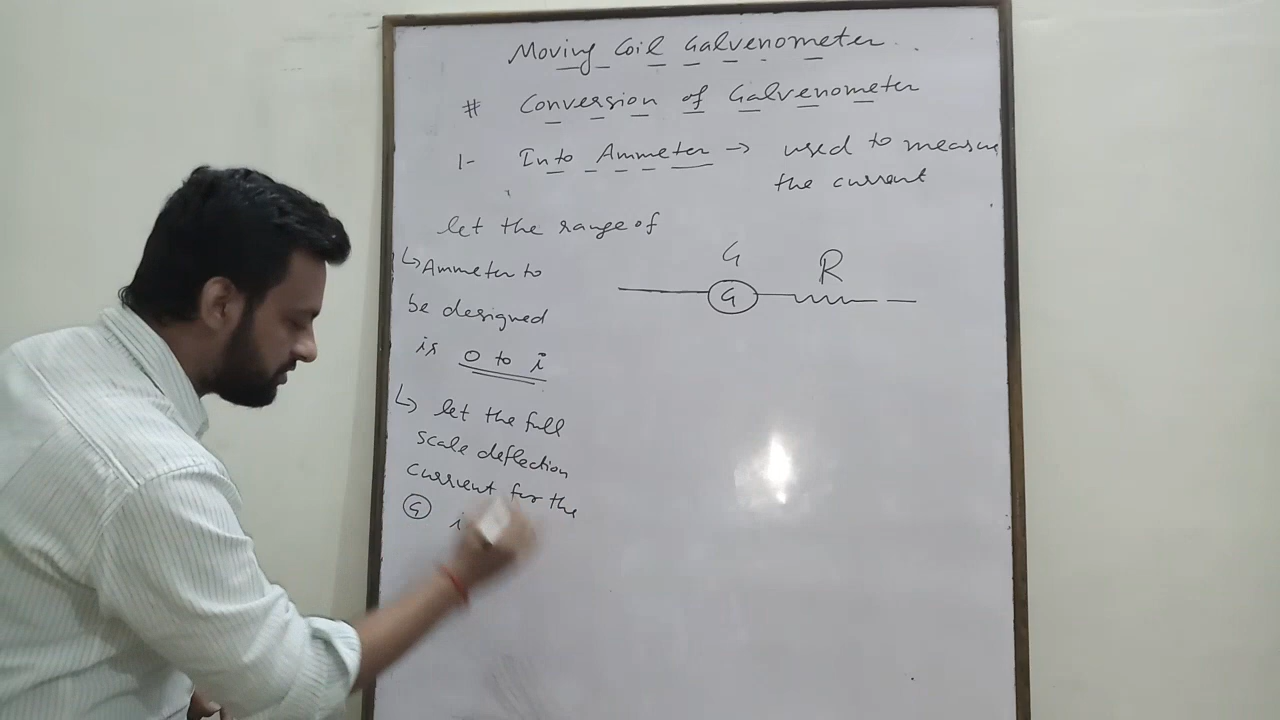 Moving Coil Galvenometer
# Conversion of Galvenometer
1- Into Ammeter → used to measure
the current
let the range of
↳ Ammeter to
be designed
is 0 to i
↳ let the full
scale deflection
current for the
G i
G
R
G